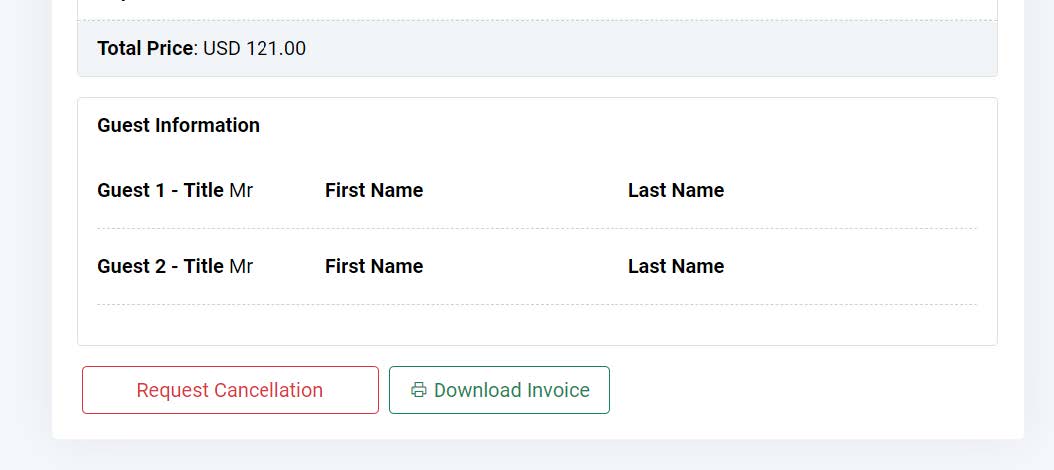 Total Price: USD 121.00
Guest Information
Guest 1 - Title Mr First Name Last Name
Guest 2 - Title Mr First Name Last Name
Request Cancellation Download Invoice